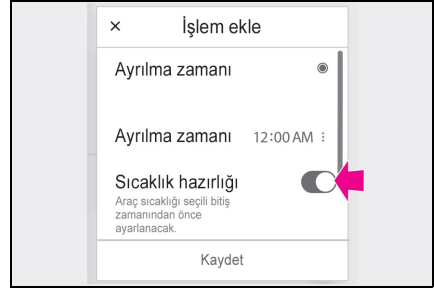 ×
İşlem ekle
Ayrılma zamanı
Ayrılma zamanı 12:00 AM
Sıcaklık hazırlığı
Araç sıcaklığı seçili bitiş
zamanından önce
ayarlanacak.
Kaydet